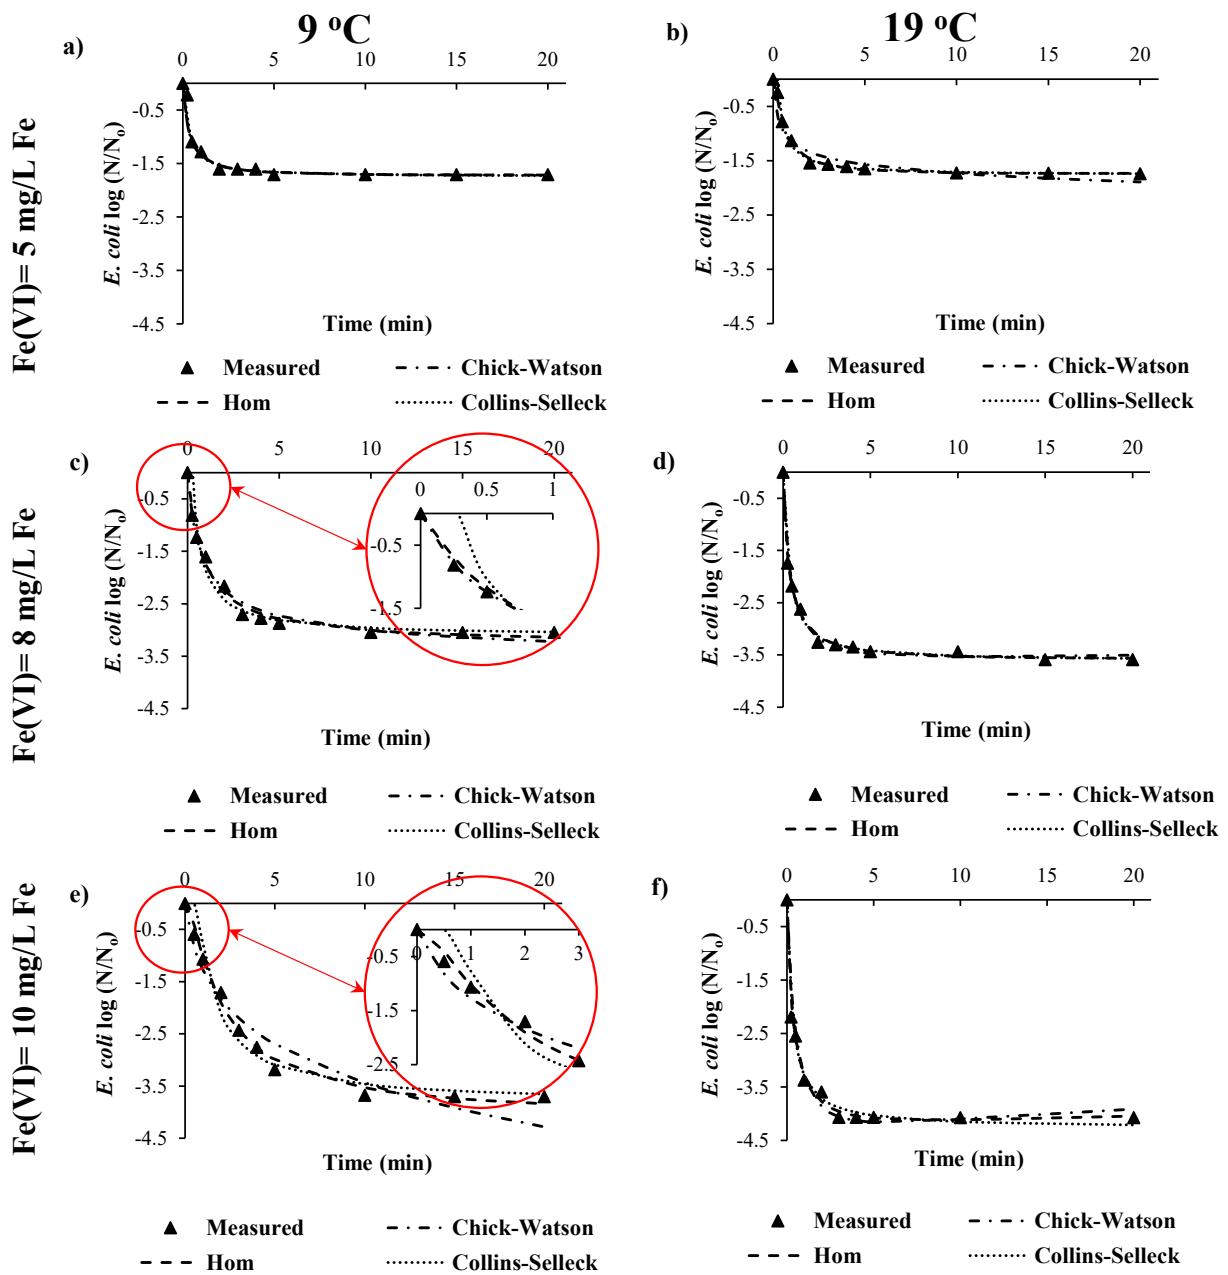 9 °C
19 °C
Fe(VI)= 5 mg/L Fe
a)
0 5 10 15 20
-0.5
-1.5
-2.5
-3.5
-4.5
E. coli log (N/Nₒ)
Time (min)
Measured
Chick-Watson
Hom
Collins-Selleck
b)
0 5 10 15 20
-0.5
-1.5
-2.5
-3.5
-4.5
E. coli log (N/Nₒ)
Time (min)
Measured
Chick-Watson
Hom
Collins-Selleck
Fe(VI)= 8 mg/L Fe
c)
0 5 10 15 20
-0.5
-1.5
-2.5
-3.5
-4.5
E. coli log (N/Nₒ)
0 0.5 1
-0.5
-1.5
Time (min)
Measured
Chick-Watson
Hom
Collins-Selleck
d)
0 5 10 15 20
-0.5
-1.5
-2.5
-3.5
-4.5
E. coli log (N/Nₒ)
Time (min)
Measured
Chick-Watson
Hom
Collins-Selleck
Fe(VI)= 10 mg/L Fe
e)
0 5 10 15 20
-0.5
-1.5
-2.5
-3.5
-4.5
E. coli log (N/Nₒ)
0 1 2 3
-0.5
-1.5
-2.5
Time (min)
Measured
Chick-Watson
Hom
Collins-Selleck
f)
0 5 10 15 20
-0.5
-1.5
-2.5
-3.5
-4.5
E. coli log (N/Nₒ)
Time (min)
Measured
Chick-Watson
Hom
Collins-Selleck